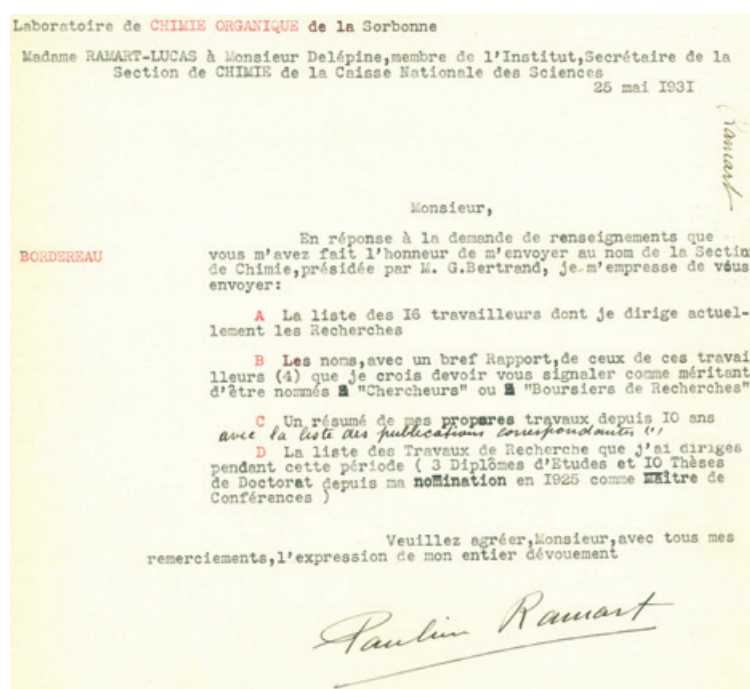 Laboratoire de CHIMIE ORGANIQUE de la Sorbonne
Madame RAMART-LUCAS à Monsieur Delépine,membre de l'Institut,Secrétaire de la
Section de CHIMIE de la Caisse Nationale des Sciences
25 mai I93I
Ramart
Monsieur,
En réponse à la demande de renseignements que
BORDEREAU
vous m'avez fait l'honneur de m'envoyer au nom de la Section
de Chimie,présidée par M. G.Bertrand, je m'empresse de vous
envoyer:
A La liste des I6 travailleurs dont je dirige actuel-
lement les Recherches
B Les noms,avec un bref Rapport,de ceux de ces travai
lleurs (4) que je crois devoir vous signaler comme méritant
d'être nommés à "Chercheurs" ou à "Boursiers de Recherches"
C Un résumé de mes propares travaux depuis IO ans
avec la liste des publications correspondantes (1)
D La liste des Travaux de Recherche que j'ai dirigés
pendant cette période ( 3 Diplômes d'Etudes et IO Thèses
de Doctorat depuis ma nomination en I925 comme Maître de
Conférences )
Veuillez agréer,Monsieur,avec tous mes
remerciements,l'expression de mon entier dévouement
Pauline Ramart